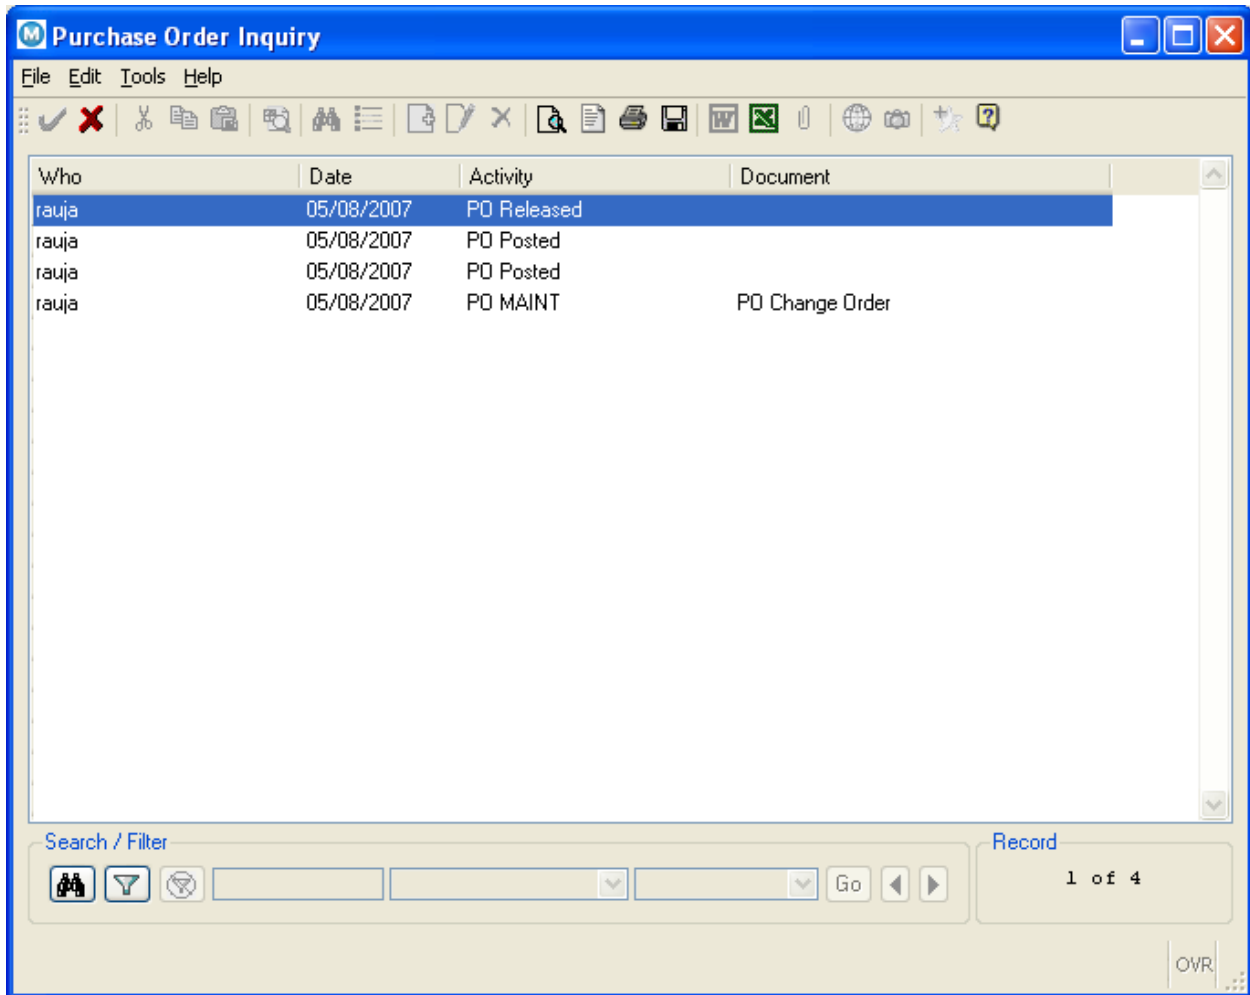 M Purchase Order Inquiry
File Edit Tools Help
W X ?
Who Date Activity Document
rauja 05/08/2007 PO Released
rauja 05/08/2007 PO Posted
rauja 05/08/2007 PO Posted
rauja 05/08/2007 PO MAINT PO Change Order
Search / Filter Record
Go 1 of 4
OVR